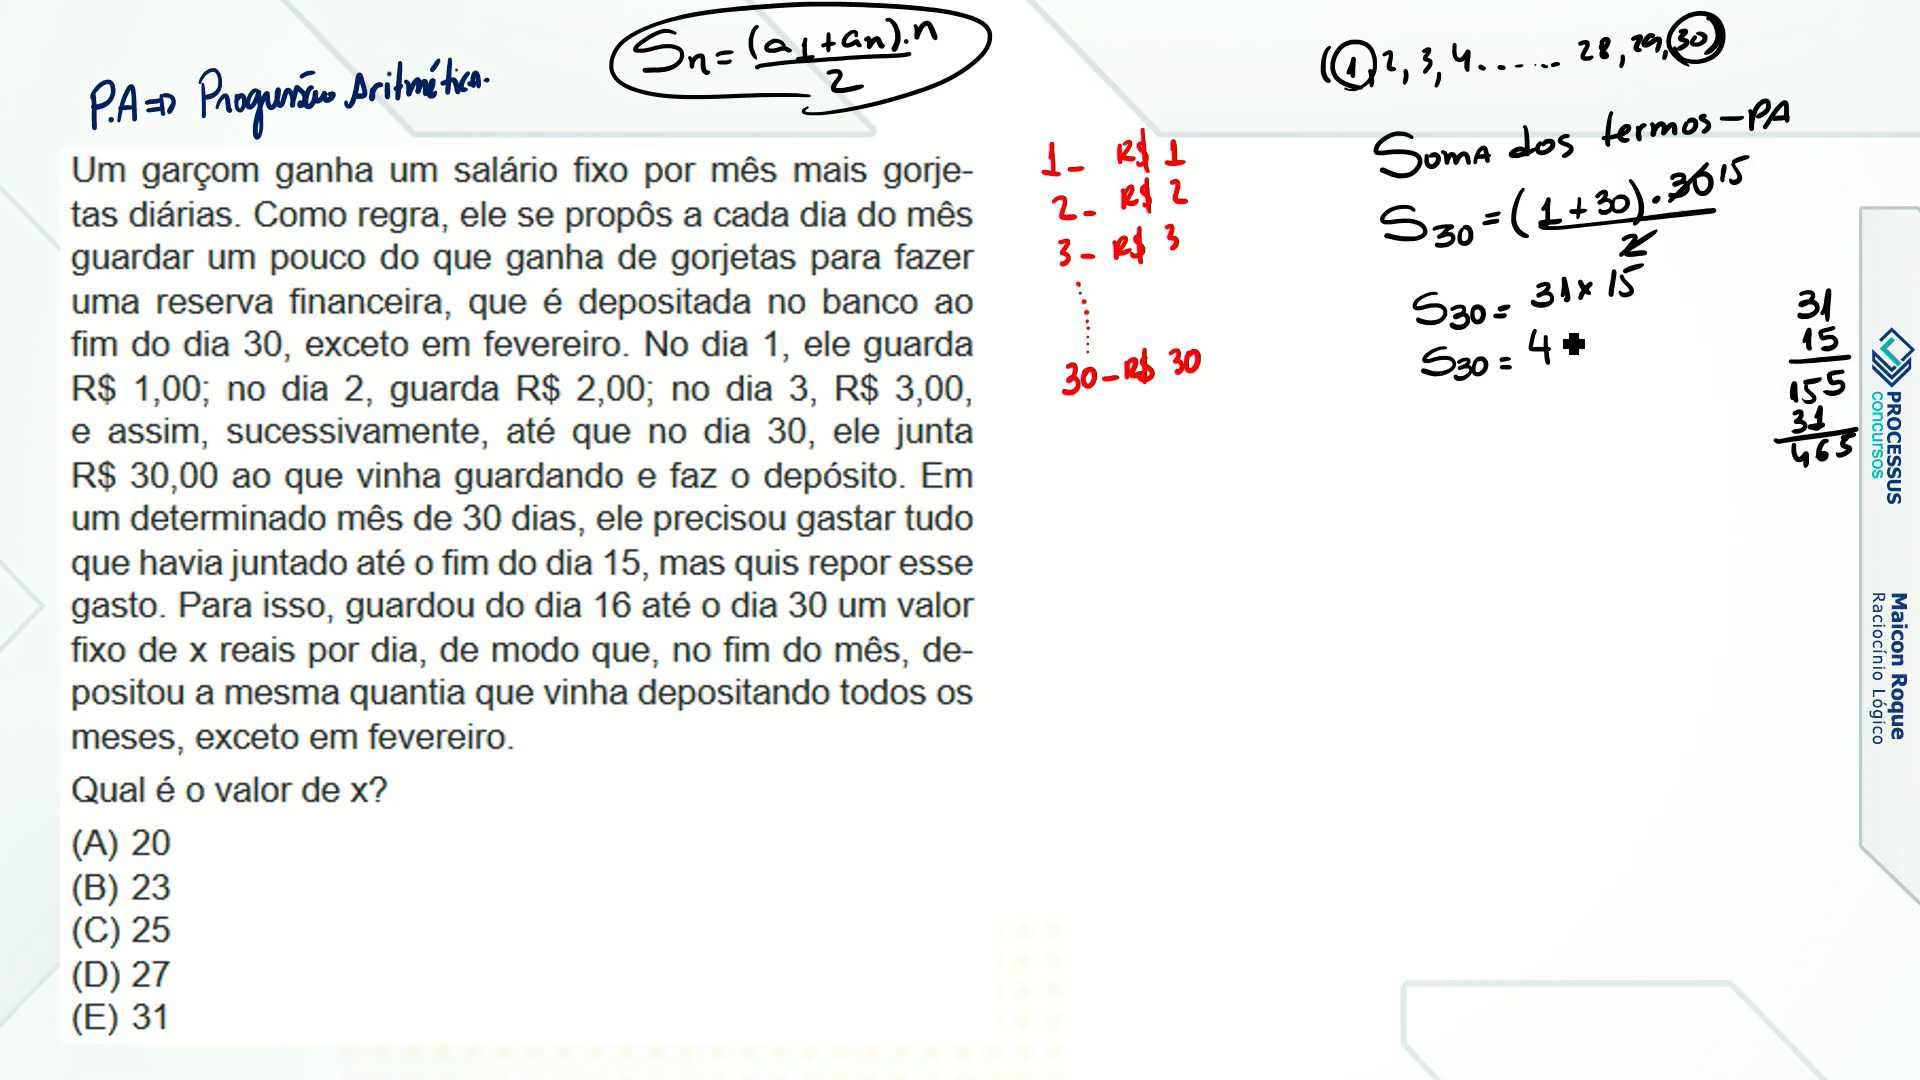 P.A => Progressão Aritmética.
Sn = (a1 + an) . n
2
Um garçom ganha um salário fixo por mês mais gorje-
tas diárias. Como regra, ele se propôs a cada dia do mês
guardar um pouco do que ganha de gorjetas para fazer
uma reserva financeira, que é depositada no banco ao
fim do dia 30, exceto em fevereiro. No dia 1, ele guarda
R$ 1,00; no dia 2, guarda R$ 2,00; no dia 3, R$ 3,00,
e assim, sucessivamente, até que no dia 30, ele junta
R$ 30,00 ao que vinha guardando e faz o depósito. Em
um determinado mês de 30 dias, ele precisou gastar tudo
que havia juntado até o fim do dia 15, mas quis repor esse
gasto. Para isso, guardou do dia 16 até o dia 30 um valor
fixo de x reais por dia, de modo que, no fim do mês, de-
positou a mesma quantia que vinha depositando todos os
meses, exceto em fevereiro.
Qual é o valor de x?
(A) 20
(B) 23
(C) 25
(D) 27
(E) 31
1 - R$ 1
2 - R$ 2
3 - R$ 3
30 - R$ 30
(1, 2, 3, 4 ....... 28, 29, 30)
Soma dos termos - PA
S30 = (1 + 30) . 30 15
2
S30 = 31 x 15
S30 = 4
31
15
155
31
465
PROCESSUS
concursos
Maicon Roque
Raciocínio Lógico